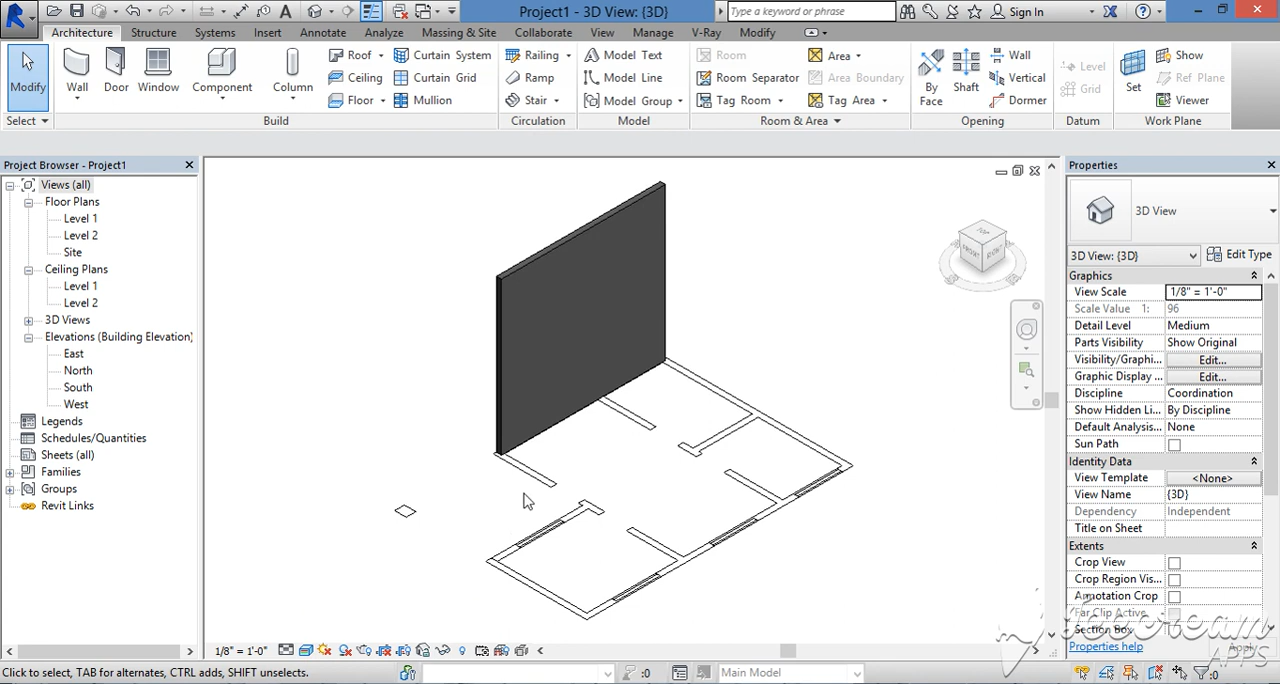 Project1 - 3D View: {3D}
Type a keyword or phrase
Sign In
Architecture Structure Systems Insert Annotate Analyze Massing & Site Collaborate View Manage V-Ray Modify
Modify
Select
Wall Door Window Component Column
Roof Ceiling Floor
Curtain System Curtain Grid Mullion
Build
Railing Ramp Stair
Circulation
Model Text Model Line Model Group
Model
Room Room Separator Tag Room
Area Area Boundary Tag Area
Room & Area
By Face Shaft Wall Vertical Dormer
Opening
Level Grid
Datum
Set Show Ref Plane Viewer
Work Plane
Project Browser - Project1
Views (all)
Floor Plans
Level 1
Level 2
Site
Ceiling Plans
Level 1
Level 2
3D Views
Elevations (Building Elevation)
East
North
South
West
Legends
Schedules/Quantities
Sheets (all)
Families
Groups
Revit Links
TOP
FRONT
Properties
3D View
3D View: {3D} Edit Type
Graphics
View Scale 1/8" = 1'-0"
Scale Value 1: 96
Detail Level Medium
Parts Visibility Show Original
Visibility/Graphi... Edit...
Graphic Display ... Edit...
Discipline Coordination
Show Hidden Li... By Discipline
Default Analysis... None
Sun Path
Identity Data
View Template <None>
View Name {3D}
Dependency Independent
Title on Sheet
Extents
Crop View
Crop Region Vis...
Annotation Crop
Far Clip Active
Section Box
Properties help Apply
1/8" = 1'-0"
Click to select, TAB for alternates, CTRL adds, SHIFT unselects.
:0 Main Model :0
APPS